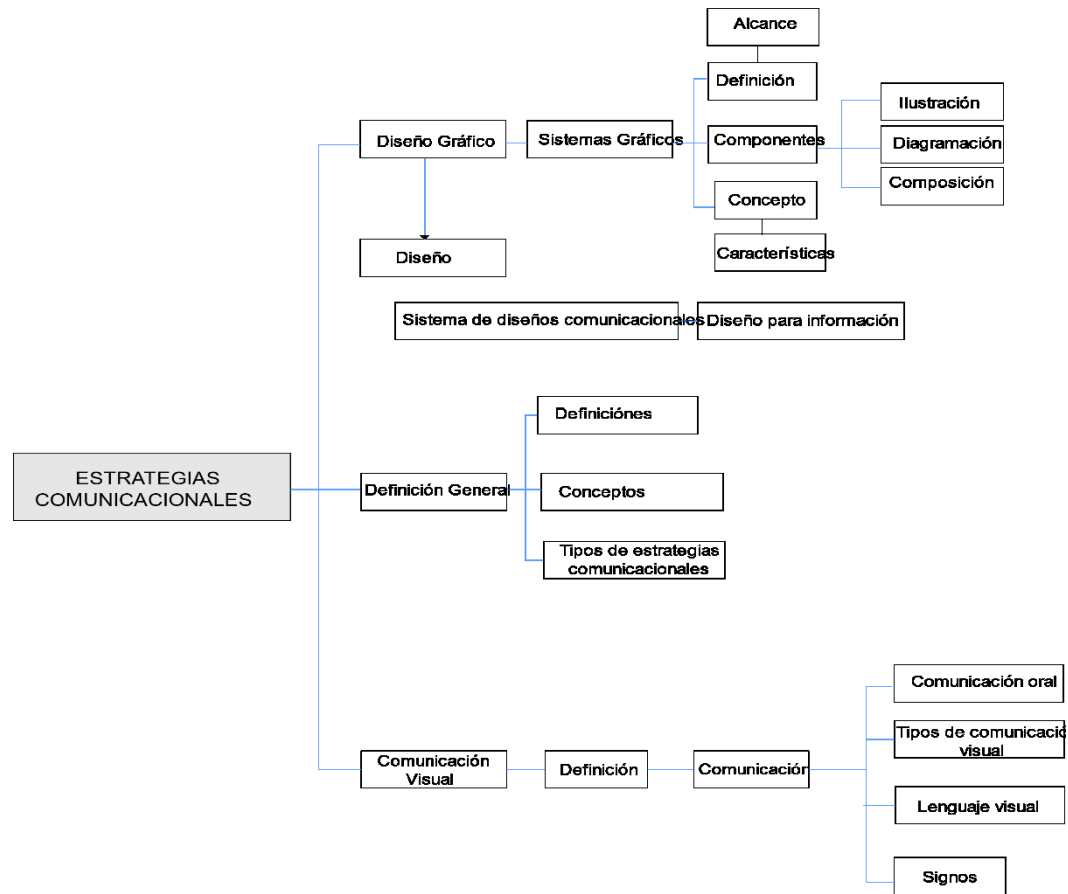 Alcance
Definición
Ilustración
Diseño Gráfico
Sistemas Gráficos
Componentes
Diagramación
Composición
Concepto
Diseño
Características
Sistema de diseños comunicacionales
Diseño para información
Definiciónes
ESTRATEGIAS
COMUNICACIONALES
Definición General
Conceptos
Tipos de estrategias
comunicacionales
Comunicación oral
Tipos de comunicació
visual
Comunicación
Visual
Definición
Comunicación
Lenguaje visual
Signos